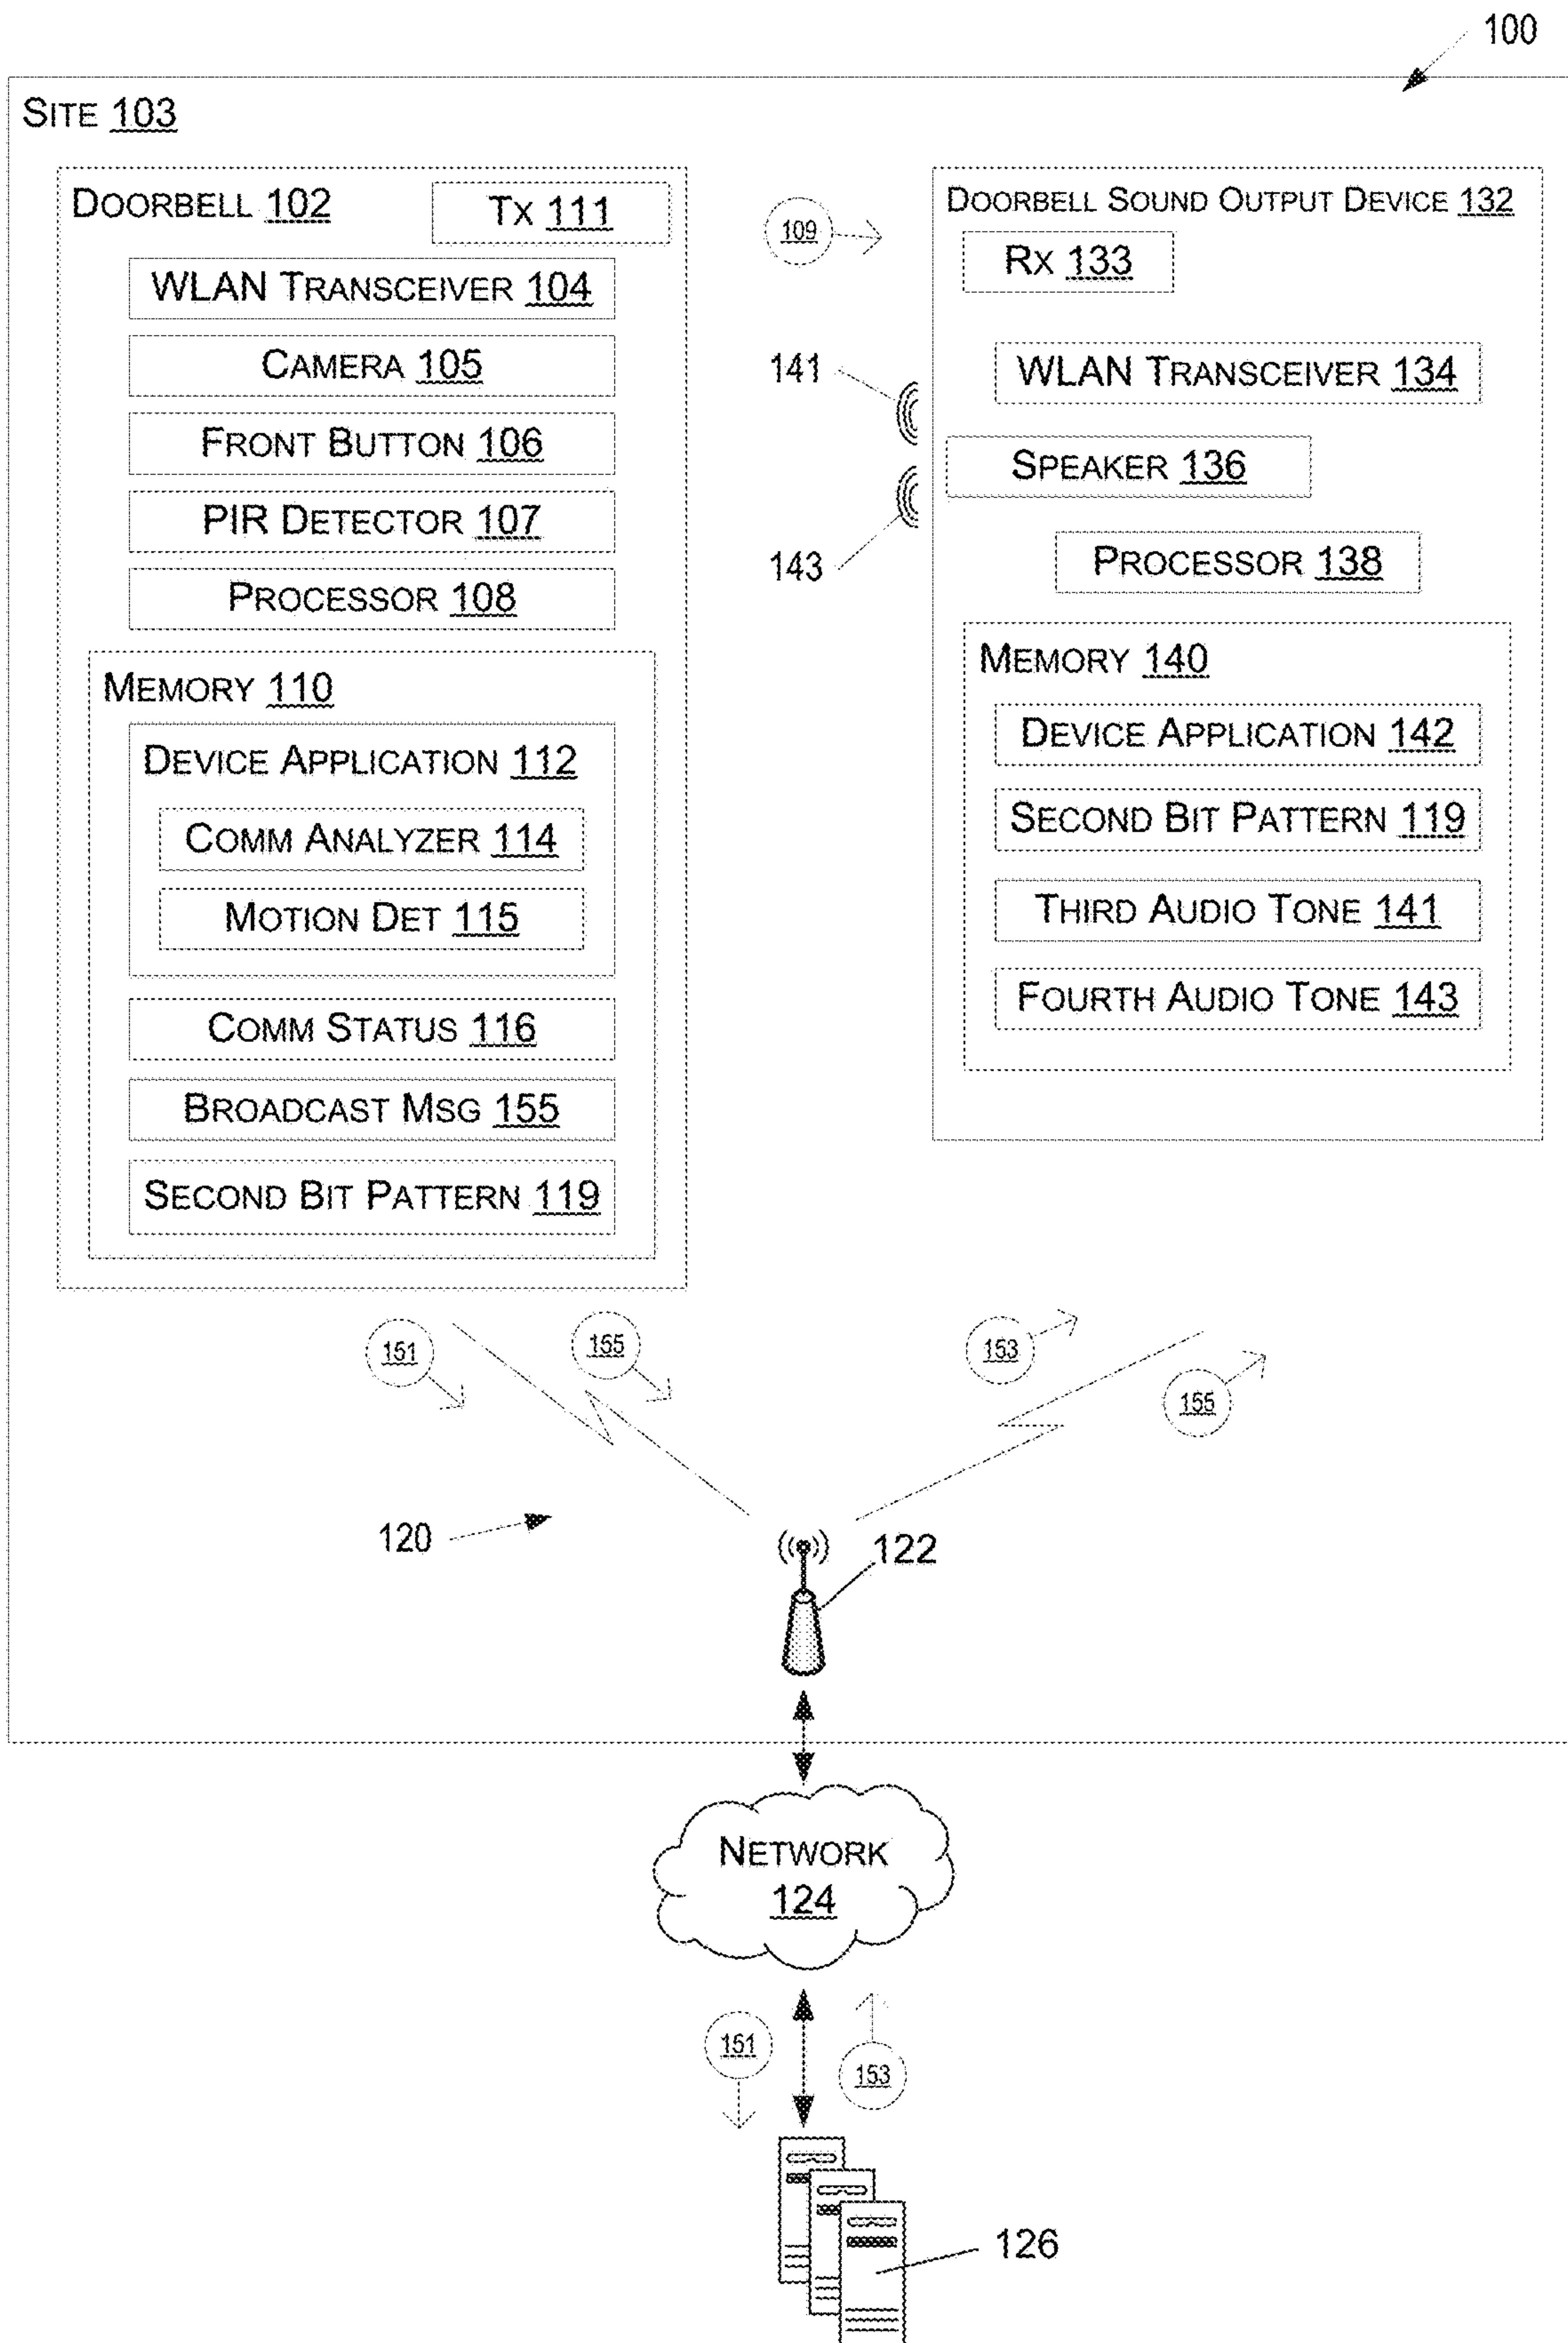 100
SITE 103
DOORBELL 102
TX 111
WLAN TRANSCEIVER 104
CAMERA 105
FRONT BUTTON 106
PIR DETECTOR 107
PROCESSOR 108
MEMORY 110
DEVICE APPLICATION 112
COMM ANALYZER 114
MOTION DET 115
COMM STATUS 116
BROADCAST MSG 155
SECOND BIT PATTERN 119
109
141
143
DOORBELL SOUND OUTPUT DEVICE 132
RX 133
WLAN TRANSCEIVER 134
SPEAKER 136
PROCESSOR 138
MEMORY 140
DEVICE APPLICATION 142
SECOND BIT PATTERN 119
THIRD AUDIO TONE 141
FOURTH AUDIO TONE 143
151
155
153
155
120
122
NETWORK
124
151
153
126